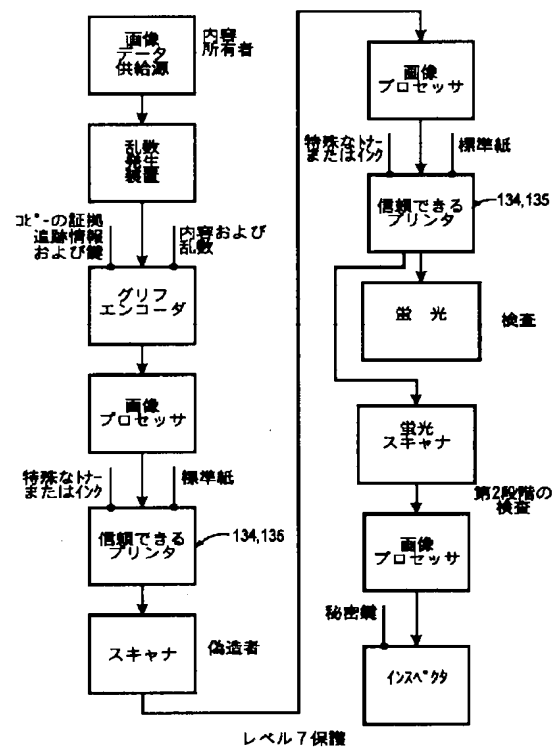 画像
データ
供給源
内容
所有者
乱数
発生
装置
コピーの証拠
追跡情報
および鍵
内容および
乱数
グリフ
エンコーダ
画像
プロセッサ
特殊なトナー
またはインク
標準紙
信頼できる
プリンタ
134,135
スキャナ
偽造者
画像
プロセッサ
特殊なトナー
またはインク
標準紙
信頼できる
プリンタ
134,135
蛍光
検査
蛍光
スキャナ
第2段階の
検査
画像
プロセッサ
秘密鍵
インスペクタ
レベル7保護